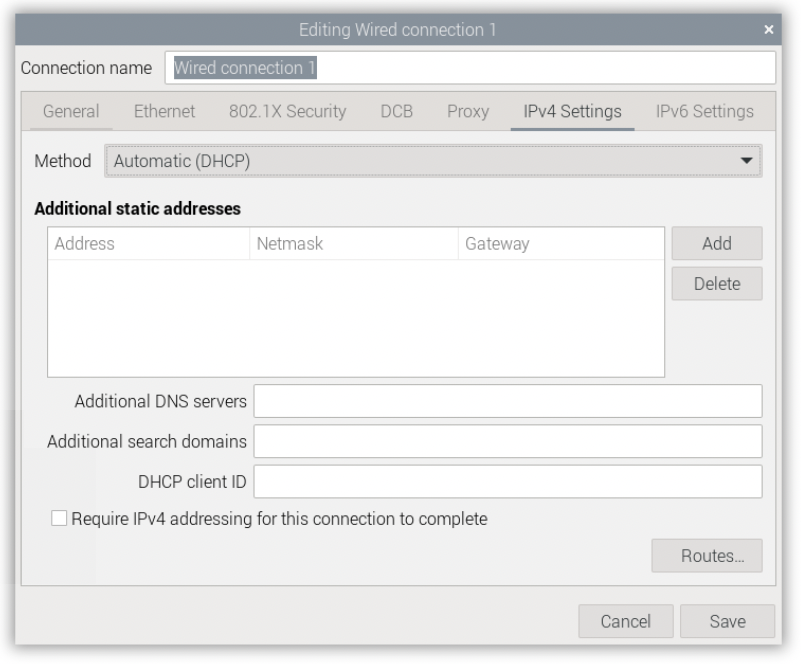 Editing Wired connection 1
×
Connection name Wired connection 1
General Ethernet 802.1X Security DCB Proxy IPv4 Settings IPv6 Settings
Method Automatic (DHCP)
Additional static addresses
Address Netmask Gateway Add
Delete
Additional DNS servers
Additional search domains
DHCP client ID
Require IPv4 addressing for this connection to complete
Routes...
Cancel Save